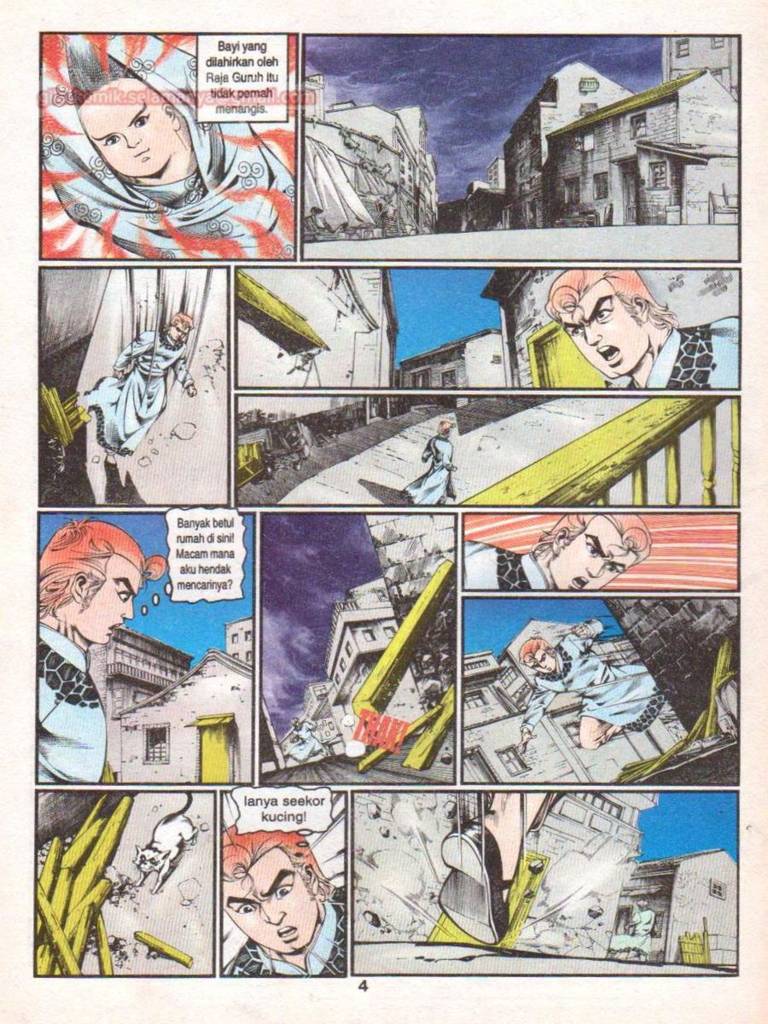 Bayi yang
dilahirkan oleh
Raja Guruh itu
tidak pernah
menangis.
Banyak betul
rumah di sini!
Macam mana
aku hendak
mencarinya?
TRAK!
Ianya seekor
kucing!
4